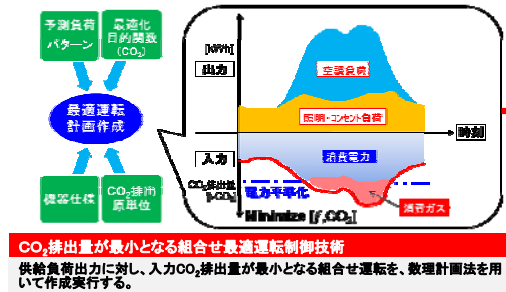 予測負荷
パターン
最適化
目的関数
(CO₂)
最適運転
計画作成
機器仕様
CO₂排出
原単位
[kWh]
出力
空調負荷
照明・コンセント負荷
時刻
入力
消費電力
CO₂排出量
[f-CO₂]
電力平準化
消費ガス
Minimize [f,CO₂]
CO₂排出量が最小となる組合せ最適運転制御技術
供給負荷出力に対し、入力CO₂排出量が最小となる組合せ運転を、数理計画法を用
いて作成実行する。